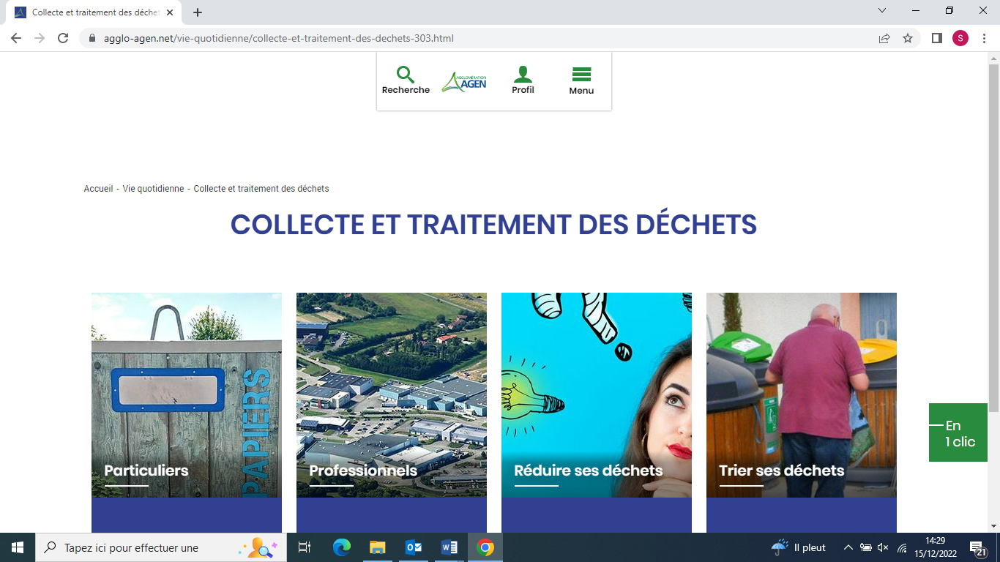 Collecte et traitement des déchet
agglo-agen.net/vie-quotidienne/collecte-et-traitement-des-dechets-303.html
S
Recherche
AGGLOMÉRATION
AGEN
Profil
Menu
Accueil - Vie quotidienne - Collecte et traitement des déchets
COLLECTE ET TRAITEMENT DES DÉCHETS
PAPIERS
Particuliers
Professionnels
Réduire ses déchets
Trier ses déchets
En
1 clic
Tapez ici pour effectuer une
Il pleut
14:29
15/12/2022
21